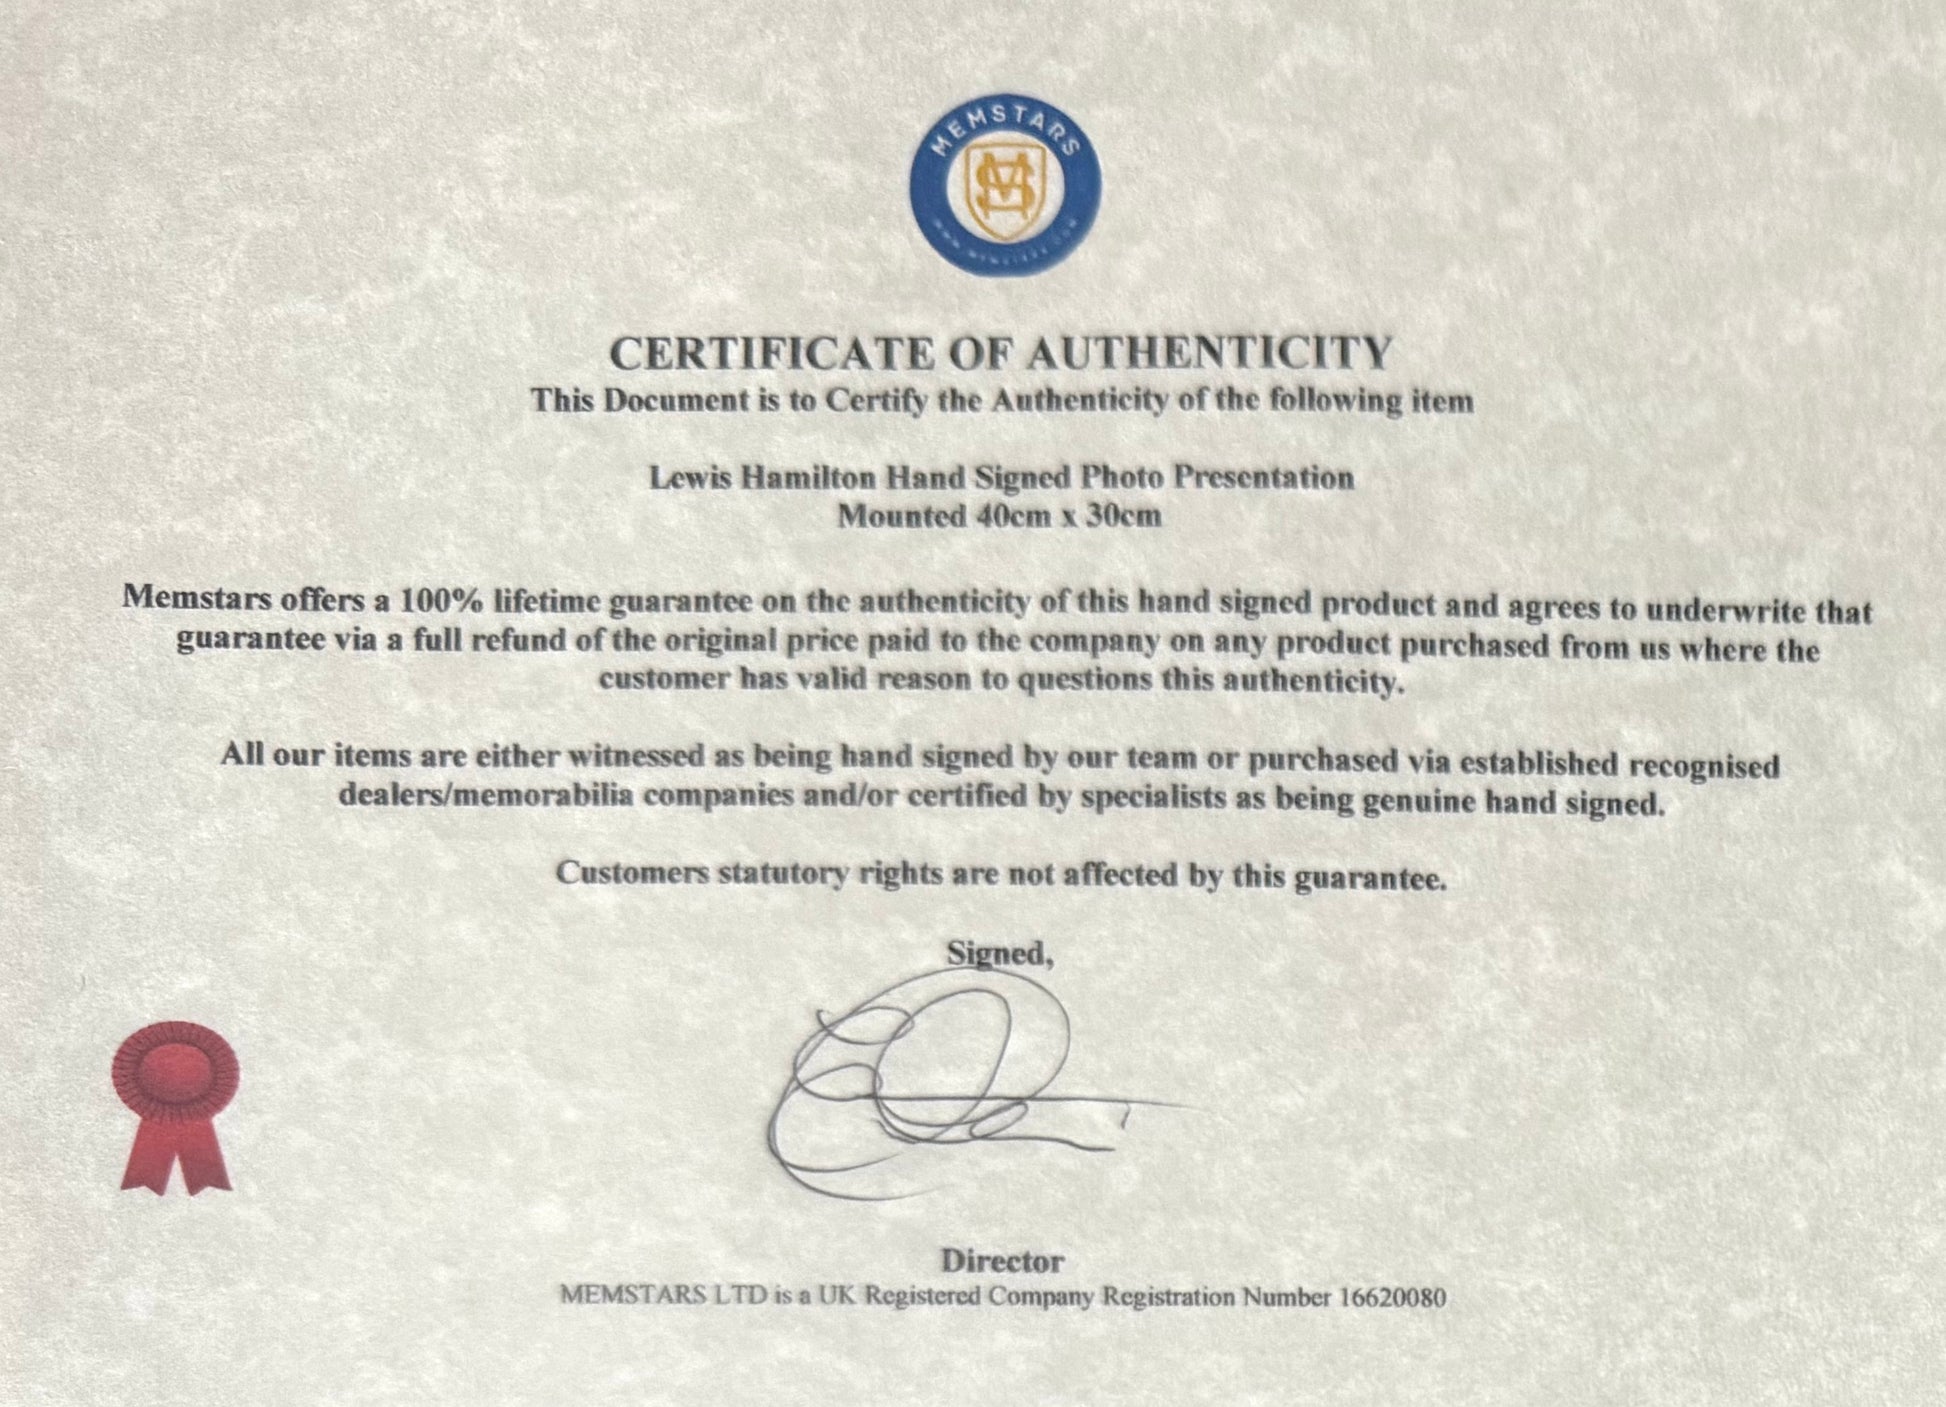 MEMSTARS
MS
CERTIFICATE OF AUTHENTICITY
This Document is to Certify the Authenticity of the following item
Lewis Hamilton Hand Signed Photo Presentation
Mounted 40cm x 30cm
Memstars offers a 100% lifetime guarantee on the authenticity of this hand signed product and agrees to underwrite that
guarantee via a full refund of the original price paid to the company on any product purchased from us where the
customer has valid reason to questions this authenticity.
All our items are either witnessed as being hand signed by our team or purchased via established recognised
dealers/memorabilia companies and/or certified by specialists as being genuine hand signed.
Customers statutory rights are not affected by this guarantee.
Signed,
Director
MEMSTARS LTD is a UK Registered Company Registration Number 16620080